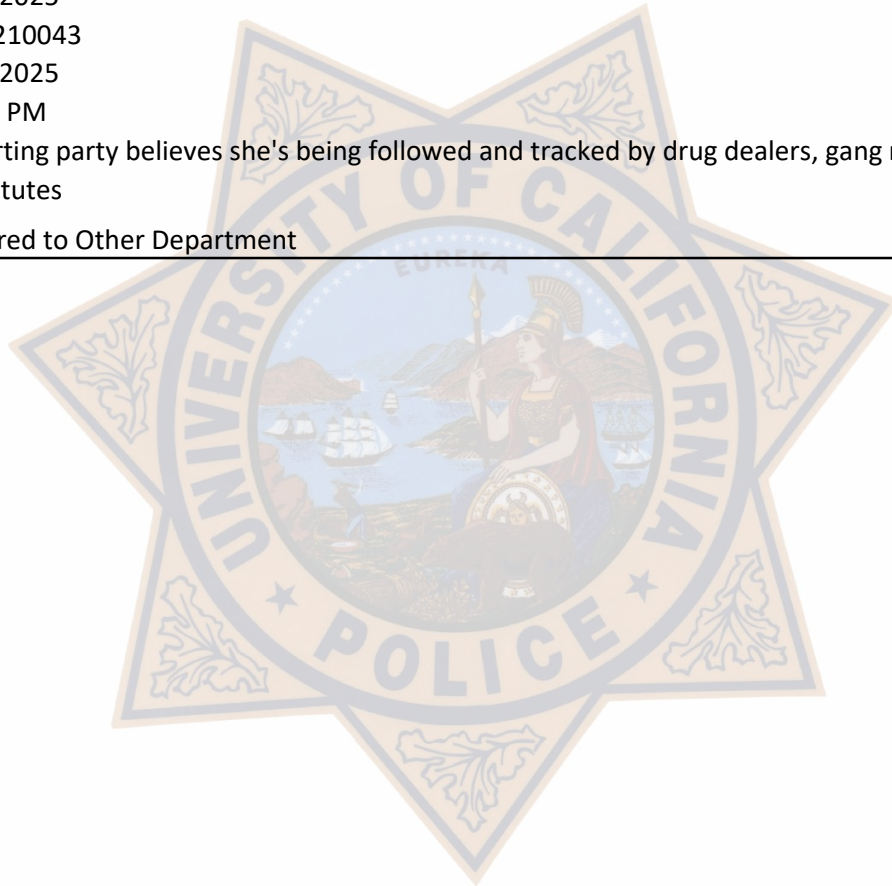 2025
210043
2025
PM
rting party believes she's being followed and tracked by drug dealers, gang
tutes
red to Other Department
UNIVERSITY OF CALIFORNIA
EUREKA
POLICE